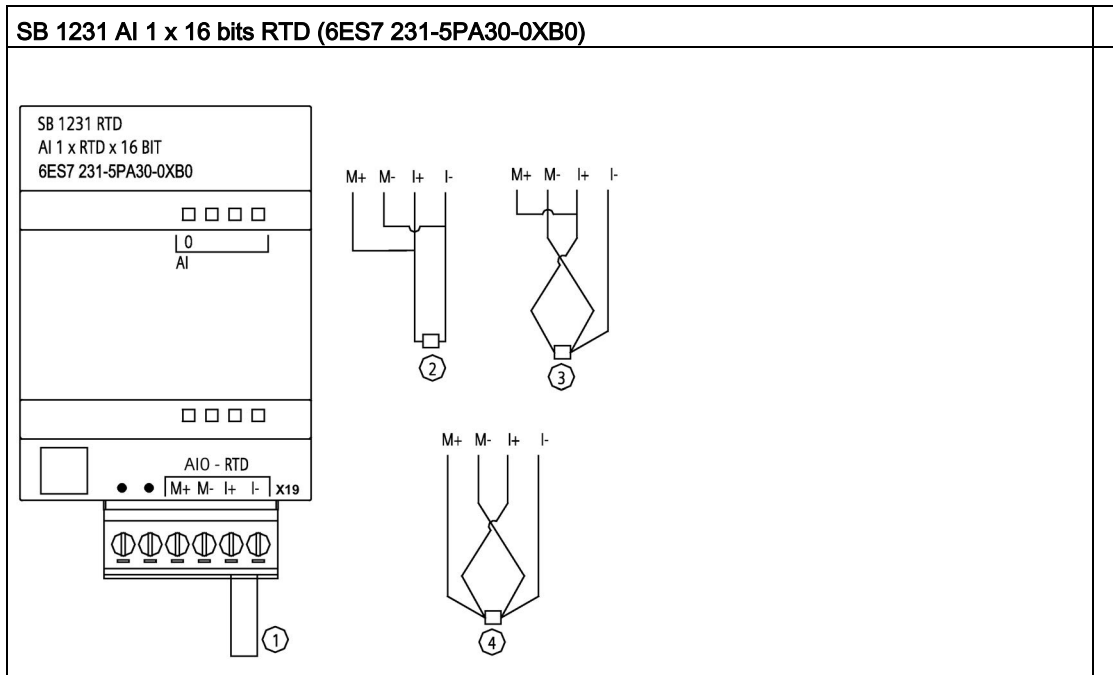 SB 1231 AI 1 x 16 bits RTD (6ES7 231-5PA30-0XB0)
SB 1231 RTD
AI 1 x RTD x 16 BIT
6ES7 231-5PA30-0XB0
0
AI
AI0 - RTD
M+ M- I+ I- X19
1
M+ M- I+ I-
2
M+ M- I+ I-
3
M+ M- I+ I-
4